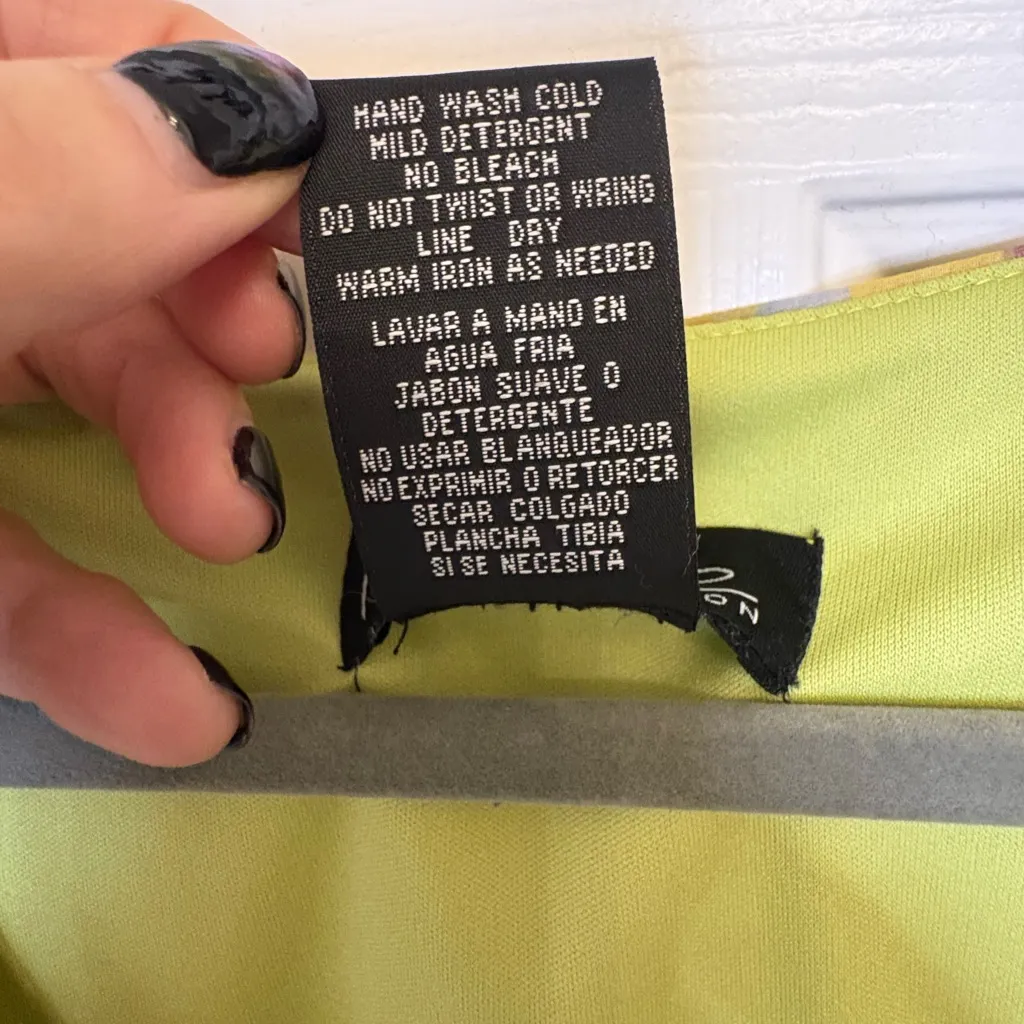 HAND WASH COLD
MILD DETERGENT
NO BLEACH
DO NOT TWIST OR WRING
LINE DRY
WARM IRON AS NEEDED
LAVAR A MANO EN
AGUA FRIA
JABON SUAVE O
DETERGENTE
NO USAR BLANQUEADOR
NO EXPRIMIR O RETORCER
SECAR COLGADO
PLANCHA TIBIA
SI SE NECESITA